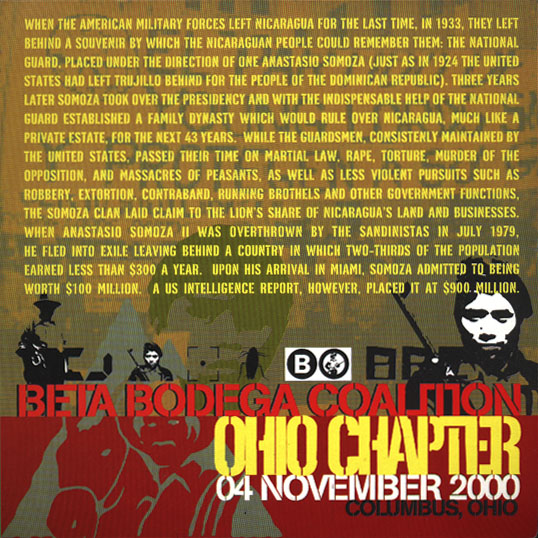 WHEN THE AMERICAN MILITARY FORCES LEFT NICARAGUA FOR THE LAST TIME, IN 1933, THEY LEFT
BEHIND A SOUVENIR BY WHICH THE NICARAGUAN PEOPLE COULD REMEMBER THEM: THE NATIONAL
GUARD, PLACED UNDER THE DIRECTION OF ONE ANASTASIO SOMOZA (JUST AS IN 1924 THE UNITED
STATES HAD LEFT TRUJILLO BEHIND FOR THE PEOPLE OF THE DOMINICAN REPUBLIC). THREE YEARS
LATER SOMOZA TOOK OVER THE PRESIDENCY AND WITH THE INDISPENSABLE HELP OF THE NATIONAL
GUARD ESTABLISHED A FAMILY DYNASTY WHICH WOULD RULE OVER NICARAGUA, MUCH LIKE A
PRIVATE ESTATE, FOR THE NEXT 43 YEARS. WHILE THE GUARDSMEN, CONSISTENLY MAINTAINED BY
THE UNITED STATES, PASSED THEIR TIME ON MARTIAL LAW, RAPE, TORTURE, MURDER OF THE
OPPOSITION, AND MASSACRES OF PEASANTS, AS WELL AS LESS VIOLENT PURSUITS SUCH AS
ROBBERY, EXTORTION, CONTRABAND, RUNNING BROTHELS AND OTHER GOVERNMENT FUNCTIONS,
THE SOMOZA CLAN LAID CLAIM TO THE LION'S SHARE OF NICARAGUA'S LAND AND BUSINESSES.
WHEN ANASTASIO SOMOZA II WAS OVERTHROWN BY THE SANDINISTAS IN JULY 1979,
HE FLED INTO EXILE LEAVING BEHIND A COUNTRY IN WHICH TWO-THIRDS OF THE POPULATION
EARNED LESS THAN $300 A YEAR. UPON HIS ARRIVAL IN MIAMI, SOMOZA ADMITTED TO BEING
WORTH $100 MILLION. A US INTELLIGENCE REPORT, HOWEVER, PLACED IT AT $900 MILLION.
B
BETA BODEGA COALITION
OHIO CHAPTER
04 NOVEMBER 2000
COLUMBUS, OHIO